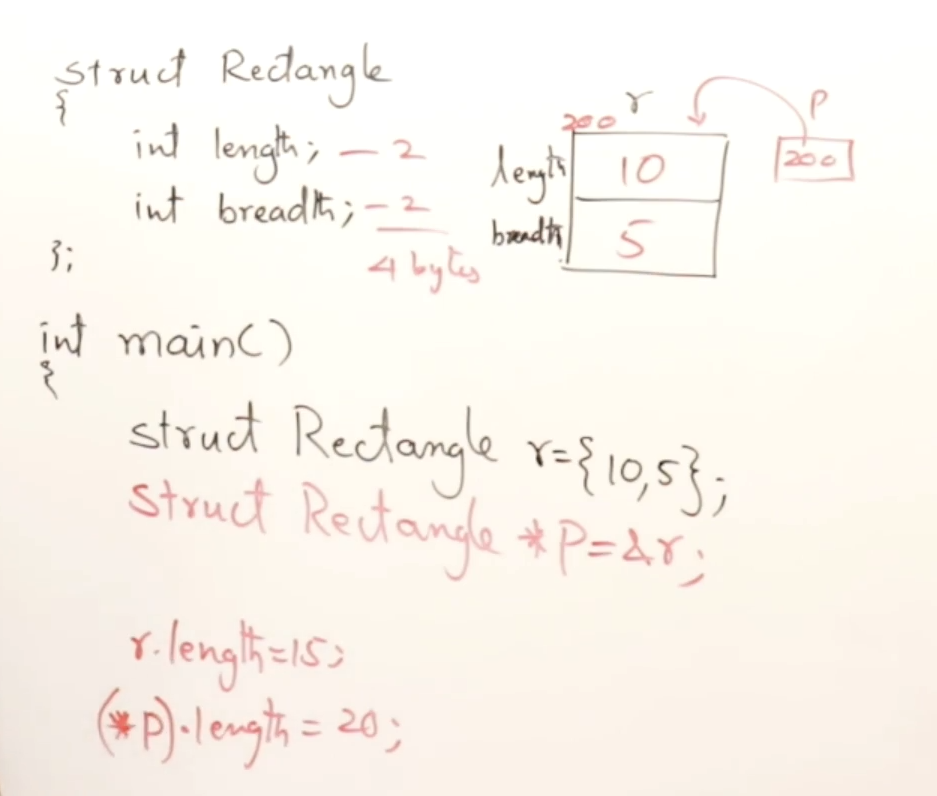 struct Rectangle
{
int length; – 2
int breadth; – 2
4 bytes
};
r
200
length 10
breadth 5
P
200
int main()
{
struct Rectangle r={10,5};
struct Rectangle *P=&r;
r.length=15;
(*P).length = 20;